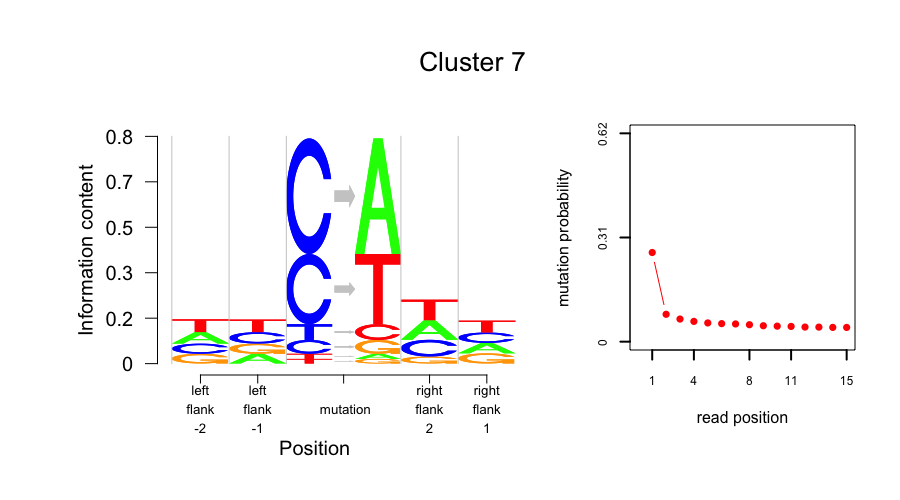 Cluster 7
Information content
0.8
0.7
0.5
0.3
0.2
0
T
A
C
G
T
C
G
A
C
C
T
C
T
A
T
C
G
A
T
A
C
G
T
C
A
G
left
flank
-2
left
flank
-1
mutation
right
flank
2
right
flank
1
Position
mutation probability
0.62
0.31
0
1 4 8 11 15
read position